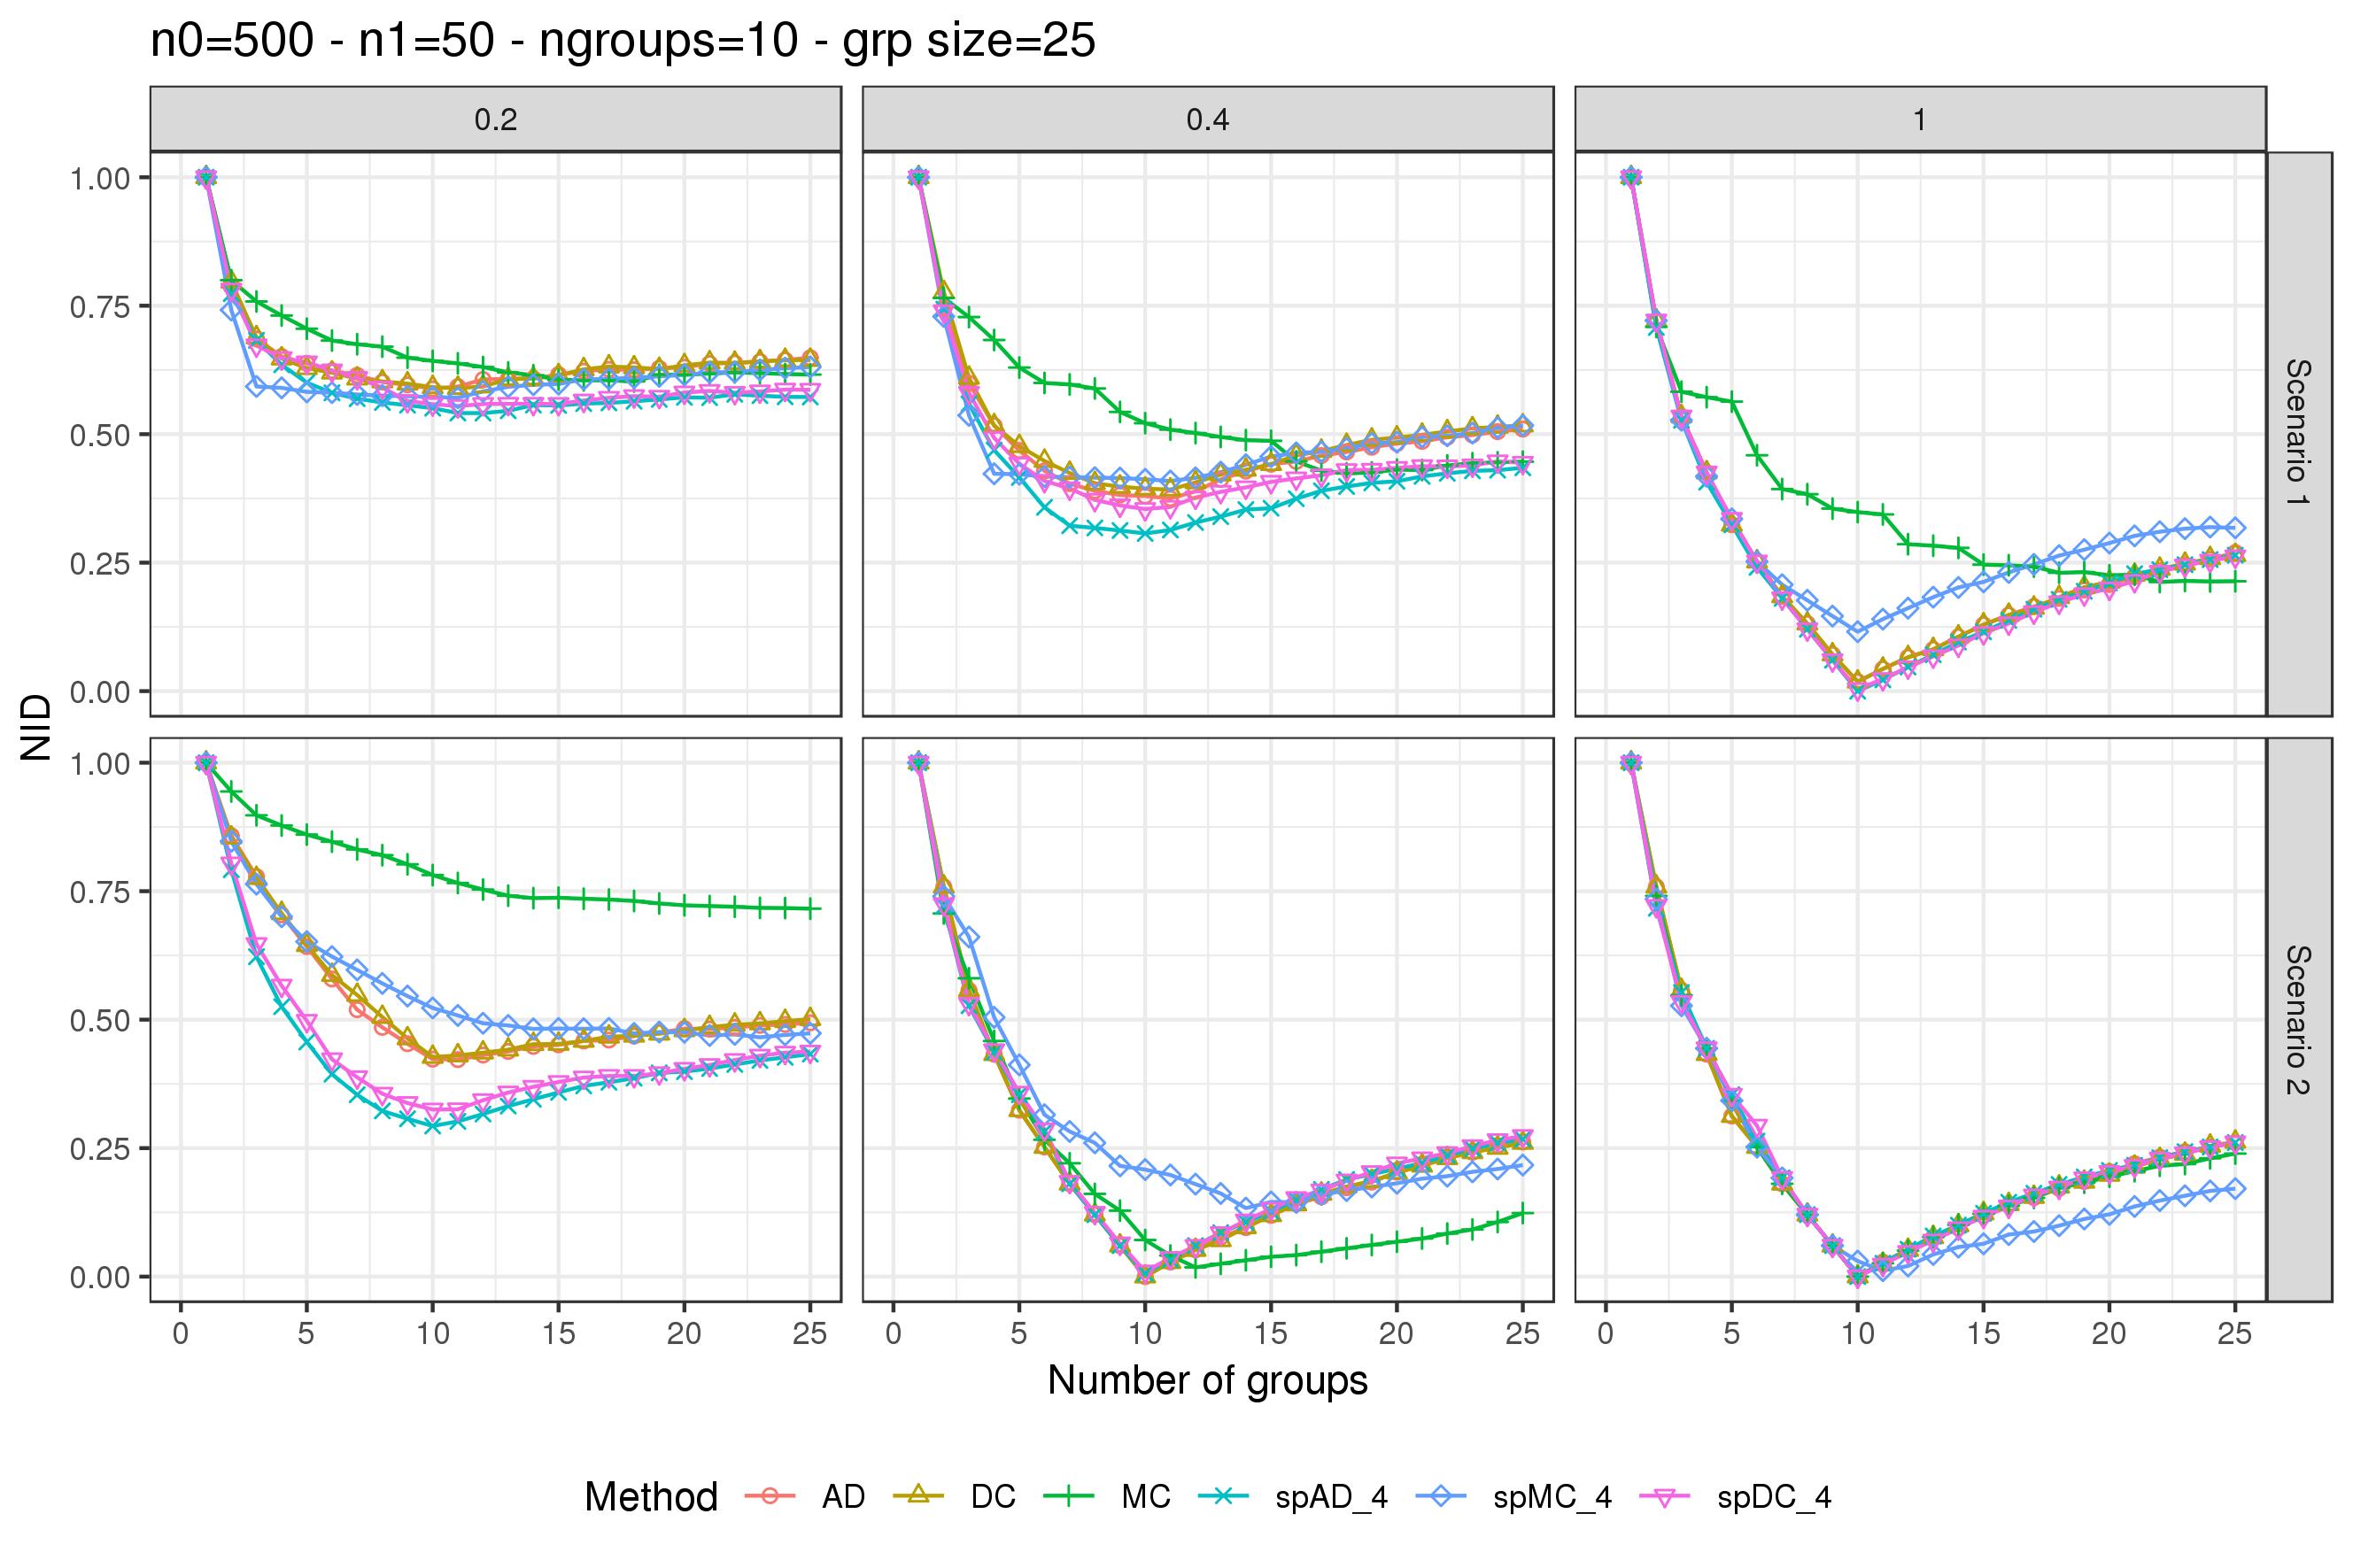 n0=500 - n1=50 - ngroups=10 - grp size=25
0.2 0.4 1
1.00
0.75
0.50
0.25
0.00
Scenario 1
NID
1.00
0.75
0.50
0.25
0.00
Scenario 2
0 5 10 15 20 25 0 5 10 15 20 25 0 5 10 15 20 25
Number of groups
Method AD DC MC spAD_4 spMC_4 spDC_4